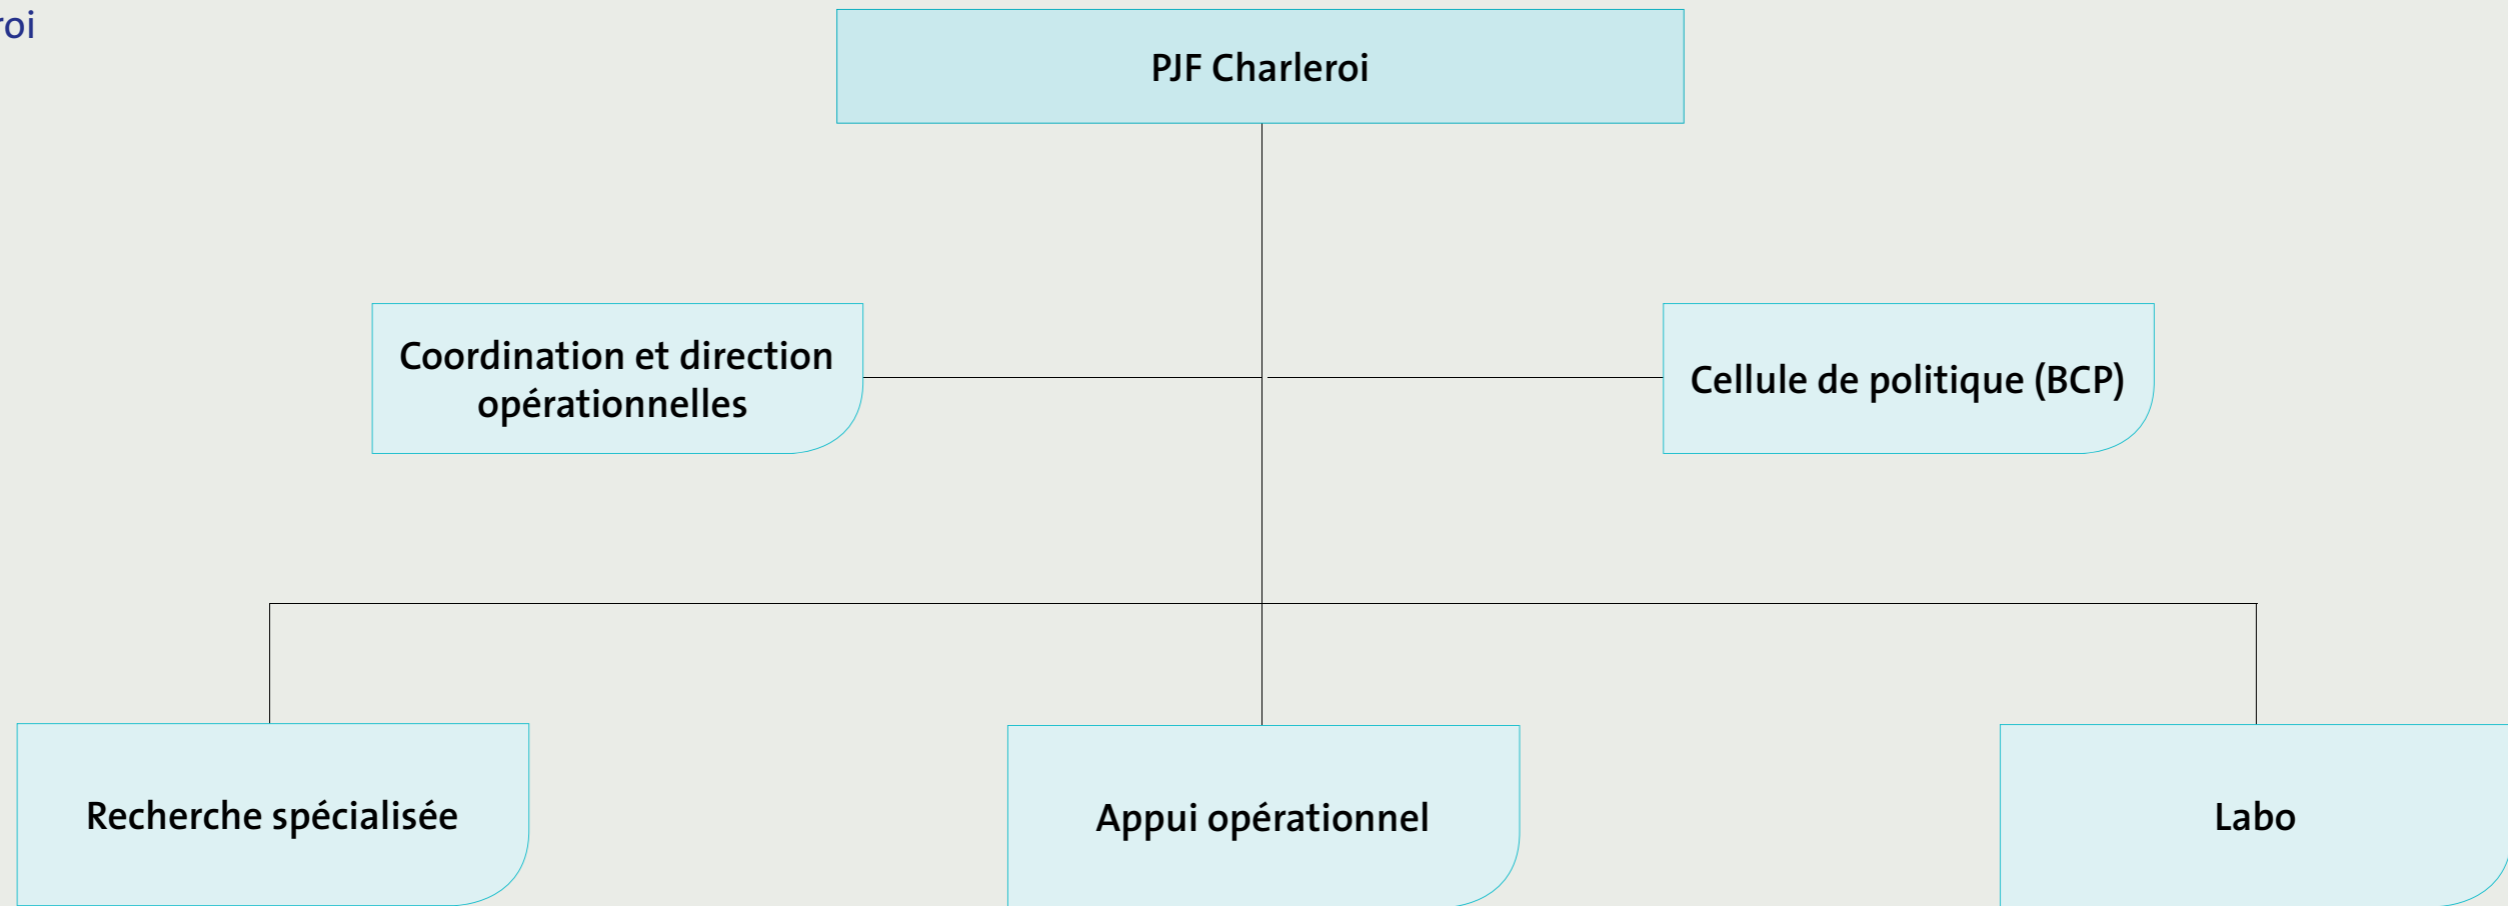 roi
PJF Charleroi
Coordination et direction
opérationnelles
Cellule de politique (BCP)
Recherche spécialisée
Appui opérationnel
Labo